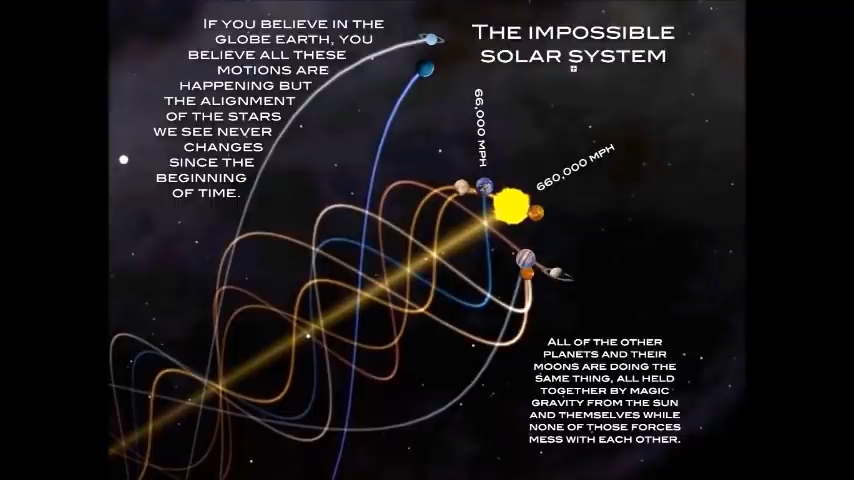 If you believe in the
globe Earth, you
believe all these
motions are
happening but
the alignment
of the stars
we see never
changes
since the
beginning
of time.
The impossible
solar system
66,000 mph
660,000 mph
All of the other
planets and their
moons are doing the
same thing, all held
together by magic
gravity from the sun
and themselves while
none of those forces
mess with each other.